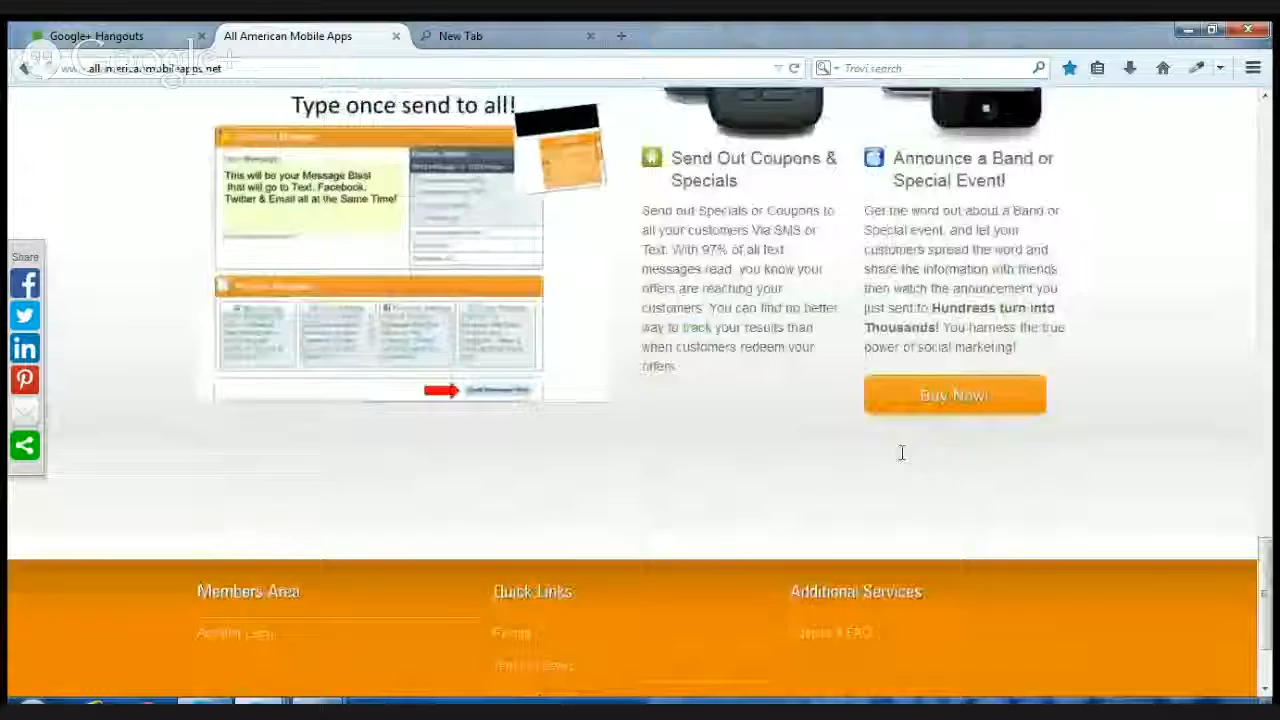 Google+ Hangouts
All American Mobile Apps
New Tab
Google+
www.allamericanmobileapps.net
Trovi search
Type once send to all!
This will be your Message Blast
that will go to Text, Facebook,
Twitter & Email all at the Same Time!
Share
Send Out Coupons &
Specials
Send out Specials or Coupons to
all your customers Via SMS or
Text. With 97% of all text
messages read, you know your
offers are reaching your
customers. You can find no better
way to track your results than
when customers redeem your
offers.
Announce a Band or
Special Event!
Get the word out about a Band or
Special event, and let your
customers spread the word and
share the information with friends
then watch the announcement you
just sent to Hundreds turn into
Thousands! You harness the true
power of social marketing!
Buy Now!
Members Area
Quick Links
Additional Services